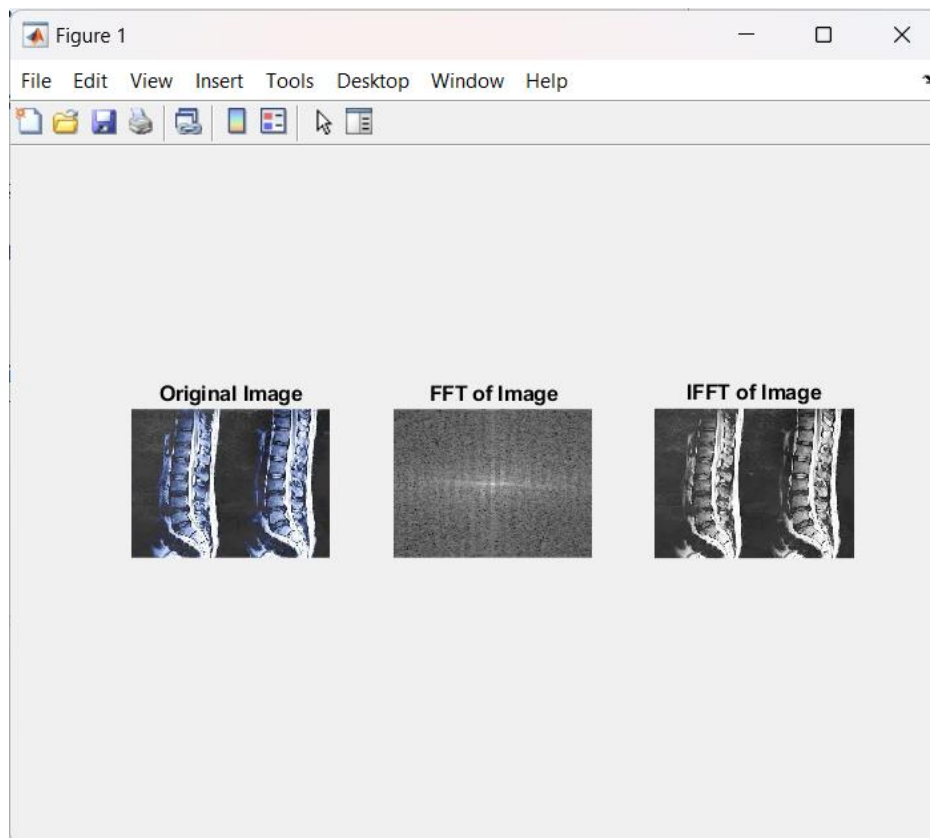 Figure 1
File Edit View Insert Tools Desktop Window Help
Original Image FFT of Image IFFT of Image